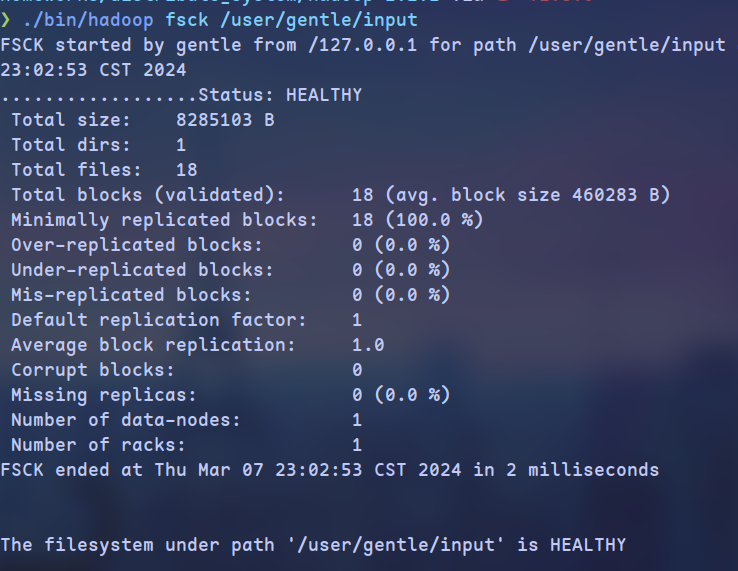 ❯ ./bin/hadoop fsck /user/gentle/input
FSCK started by gentle from /127.0.0.1 for path /user/gentle/input
23:02:53 CST 2024
..................Status: HEALTHY
Total size: 8285103 B
Total dirs: 1
Total files: 18
Total blocks (validated): 18 (avg. block size 460283 B)
Minimally replicated blocks: 18 (100.0 %)
Over-replicated blocks: 0 (0.0 %)
Under-replicated blocks: 0 (0.0 %)
Mis-replicated blocks: 0 (0.0 %)
Default replication factor: 1
Average block replication: 1.0
Corrupt blocks: 0
Missing replicas: 0 (0.0 %)
Number of data-nodes: 1
Number of racks: 1
FSCK ended at Thu Mar 07 23:02:53 CST 2024 in 2 milliseconds
The filesystem under path '/user/gentle/input' is HEALTHY